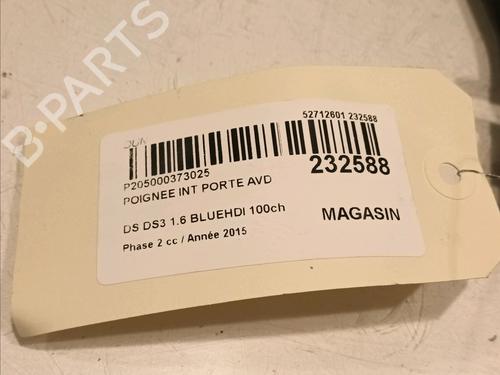 B-PARTS
52712601 232588
P205000373025
232588
POIGNEE INT PORTE AVD
DS DS3 1.6 BLUEHDI 100ch
MAGASIN
Phase 2 cc / Année 2015